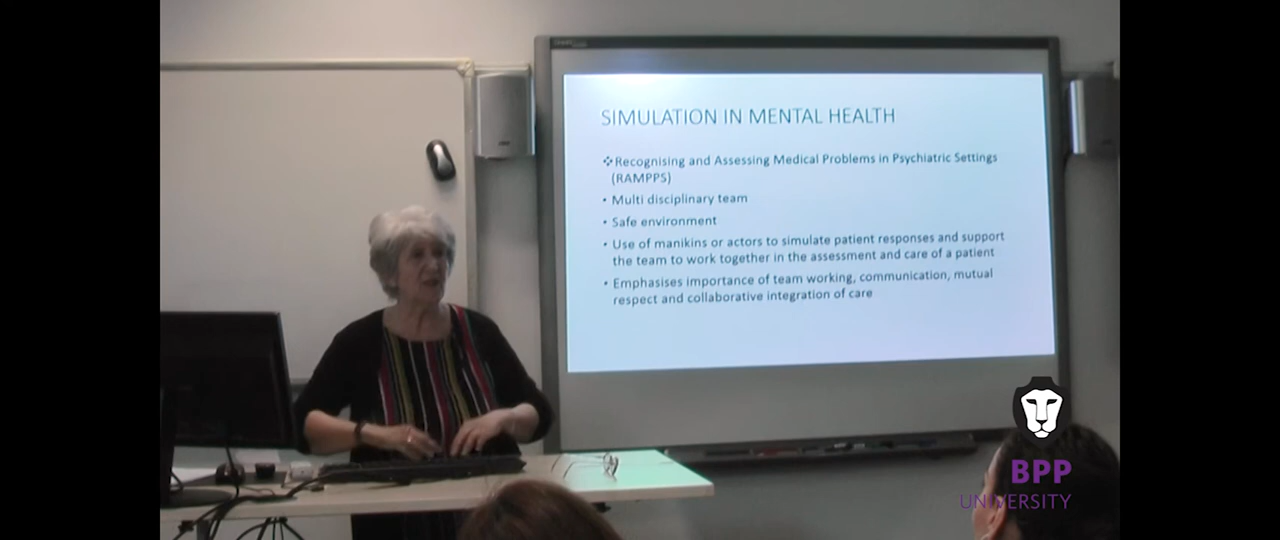 SIMULATION IN MENTAL HEALTH
❖Recognising and Assessing Medical Problems in Psychiatric Settings
(RAMPPS)
• Multi disciplinary team
• Safe environment
• Use of manikins or actors to simulate patient responses and support
the team to work together in the assessment and care of a patient
• Emphasises importance of team working, communication, mutual
respect and collaborative integration of care
BPP
UNIVERSITY